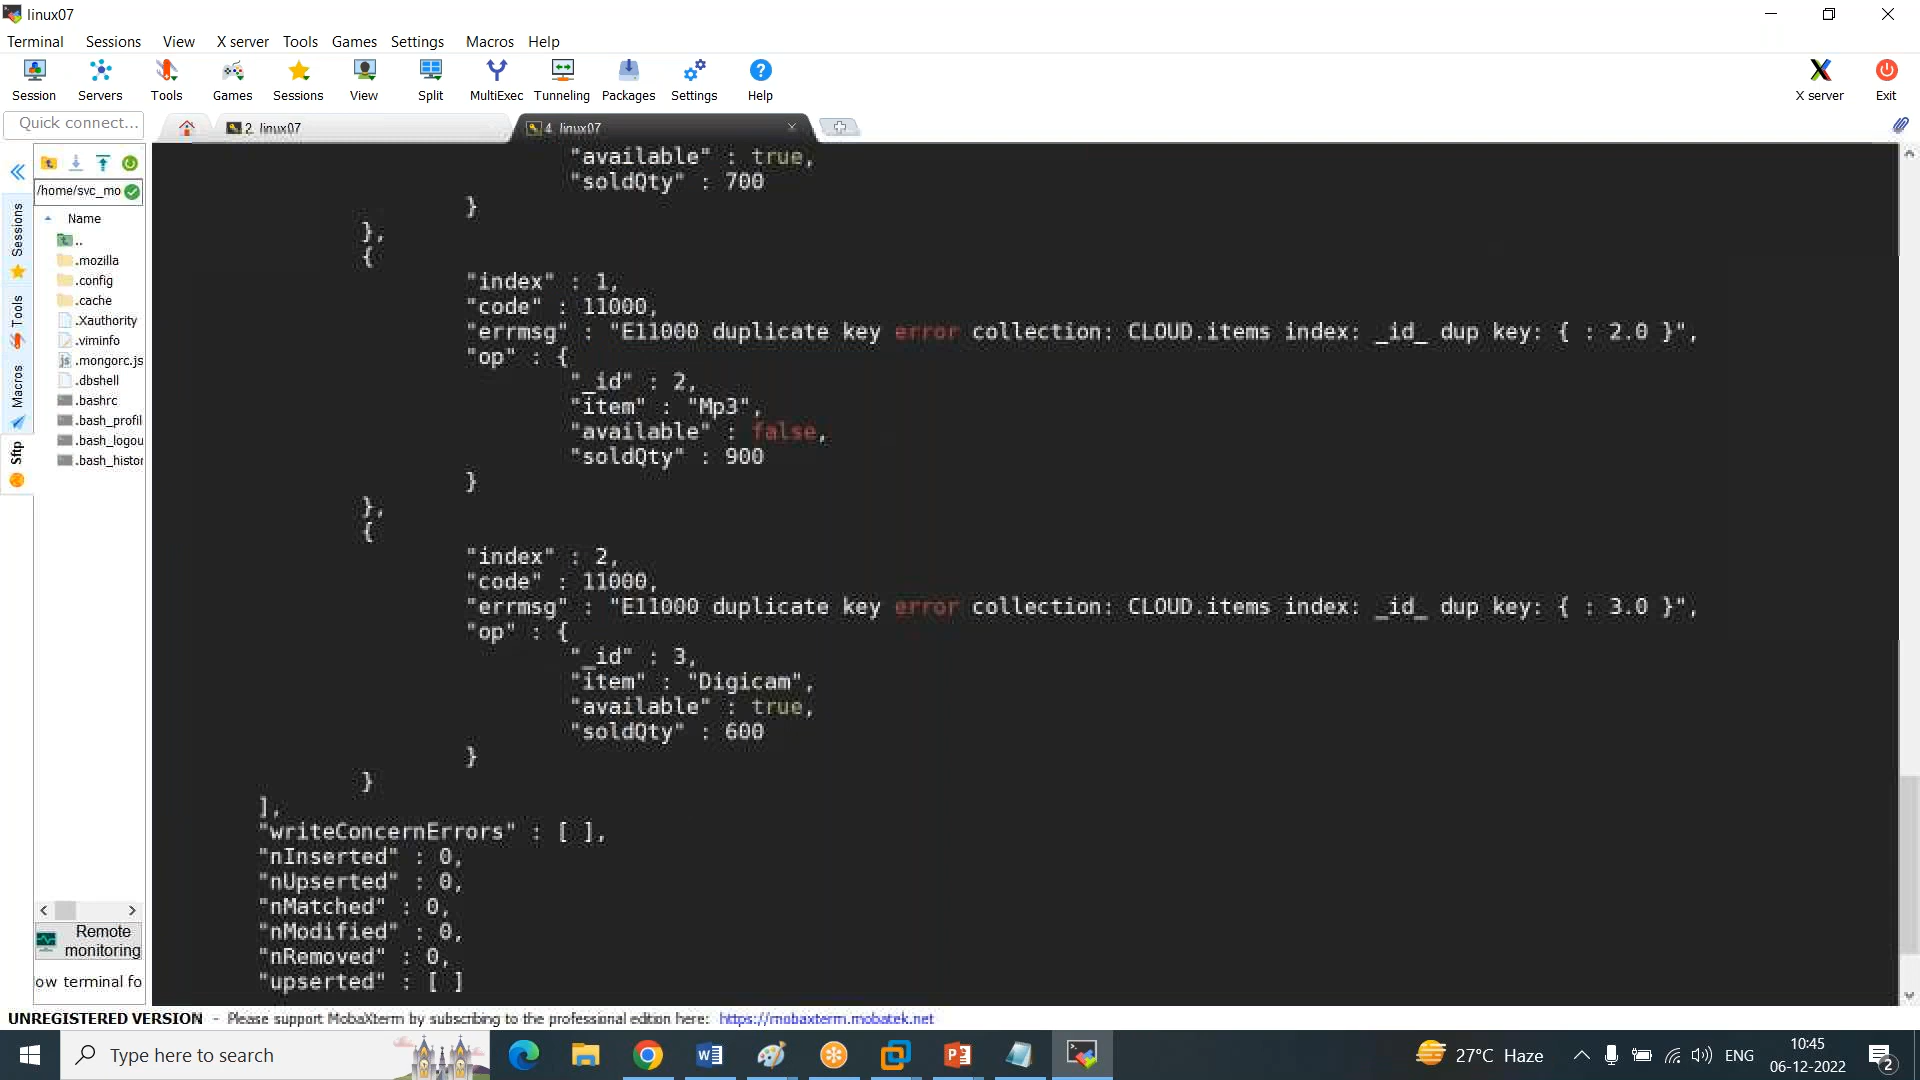 linux07
Terminal Sessions View X server Tools Games Settings Macros Help
Session Servers Tools Games Sessions View Split MultiExec Tunneling Packages Settings Help X server Exit
Quick connect...
2. linux07
4. linux07
/home/svc_mo
Name
..
.mozilla
.config
.cache
.Xauthority
.viminfo
.mongorc.js
.dbshell
.bashrc
.bash_profil
.bash_logou
.bash_histor
Sessions
Tools
Macros
Sftp
Remote
monitoring
ow terminal fo
"available" : true,
"soldQty" : 700
}
},
{
"index" : 1,
"code" : 11000,
"errmsg" : "E11000 duplicate key error collection: CLOUD.items index: _id_ dup key: { : 2.0 }",
"op" : {
"_id" : 2,
"item" : "Mp3",
"available" : false,
"soldQty" : 900
}
},
{
"index" : 2,
"code" : 11000,
"errmsg" : "E11000 duplicate key error collection: CLOUD.items index: _id_ dup key: { : 3.0 }",
"op" : {
"_id" : 3,
"item" : "Digicam",
"available" : true,
"soldQty" : 600
}
}
],
"writeConcernErrors" : [ ],
"nInserted" : 0,
"nUpserted" : 0,
"nMatched" : 0,
"nModified" : 0,
"nRemoved" : 0,
"upserted" : [ ]
UNREGISTERED VERSION - Please support MobaXterm by subscribing to the professional edition here: https://mobaxterm.mobatek.net
Type here to search
27°C Haze
ENG
10:45
06-12-2022
2